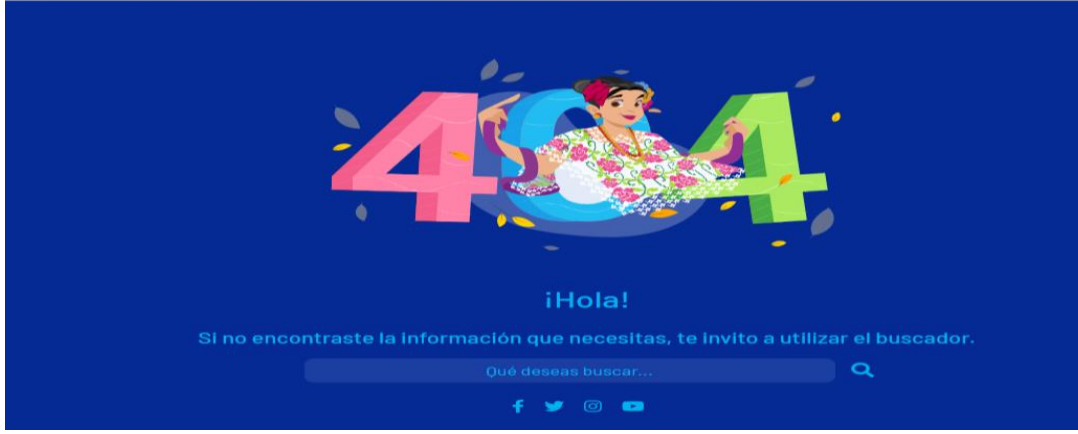 404
¡Hola!
Si no encontraste la información que necesitas, te invito a utilizar el buscador.
Qué deseas buscar...